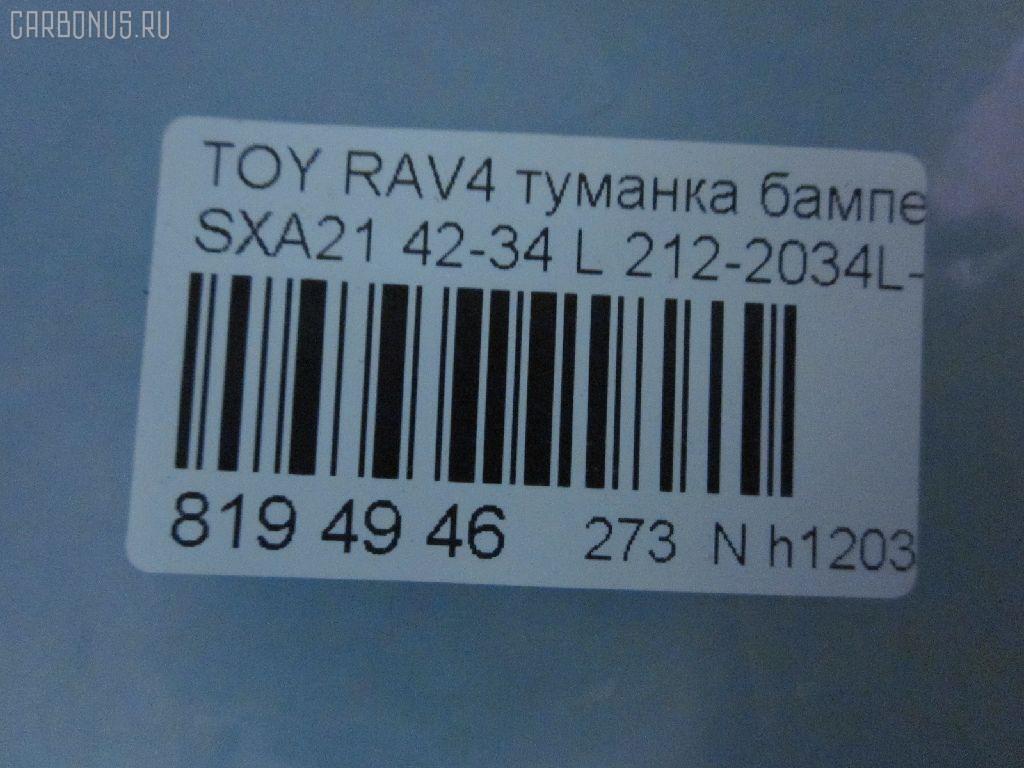 CARBONUS.RU
TOY RAV4 туманка бампе
SXA21 42-34 L 212-2034L-
819 49 46 273 N h1203